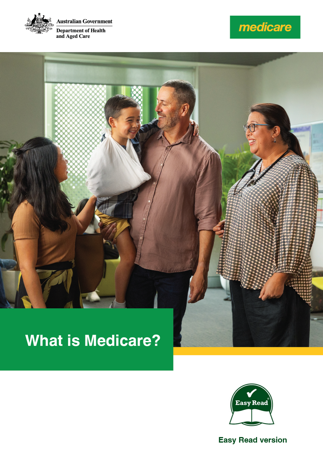 Australian Government
Department of Health
and Aged Care
medicare
What is Medicare?
Easy Read
Easy Read version